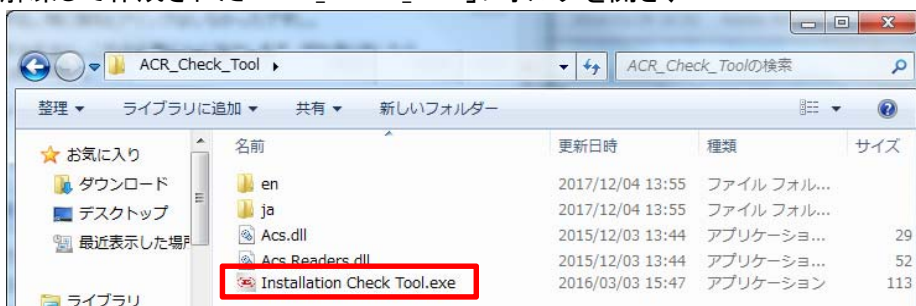 ACR_Check_Tool
ACR_Check_Toolの検索
整理 ライブラリに追加 共有 新しいフォルダー
名前 更新日時 種類 サイズ
お気に入り
ダウンロード
デスクトップ
最近表示した場所
ライブラリ
en 2017/12/04 13:55 ファイル フォル...
ja 2017/12/04 13:55 ファイル フォル...
Acs.dll 2015/12/03 13:44 アプリケーショ... 29
Acs.Readers.dll 2015/12/03 13:44 アプリケーショ... 52
Installation Check Tool.exe 2016/03/03 15:47 アプリケーション 113